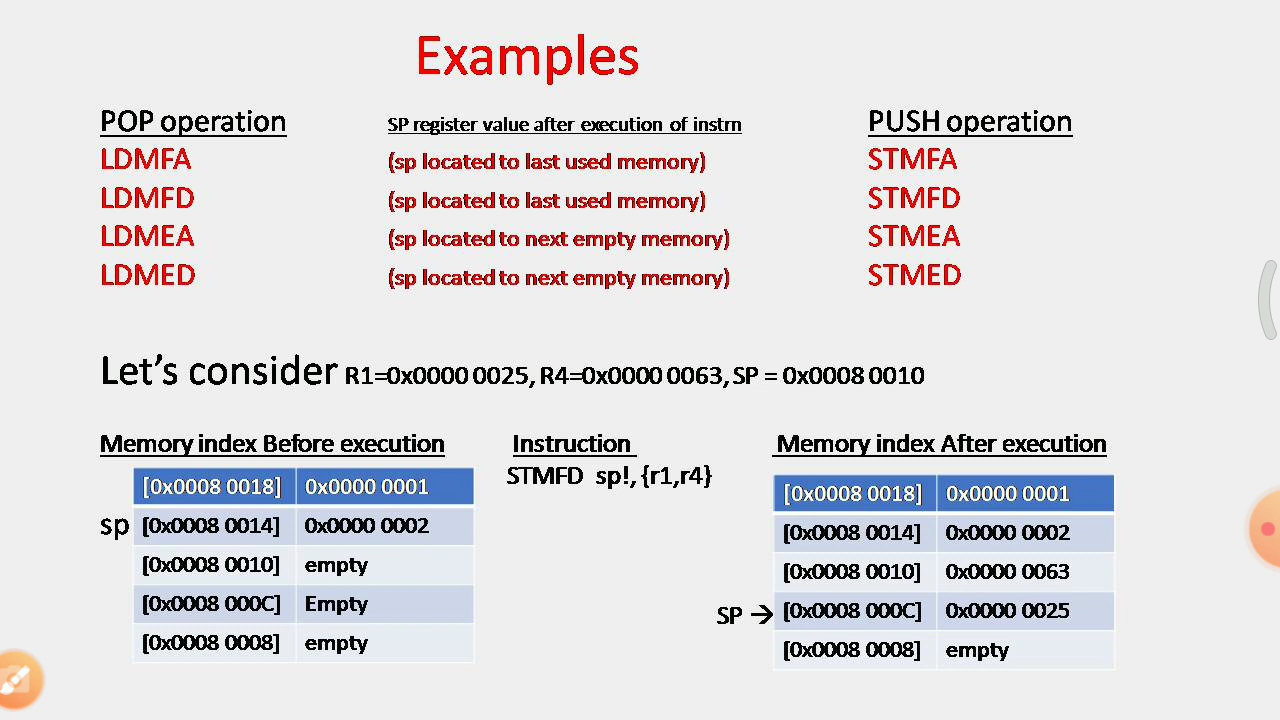 Examples
POP operation SP register value after execution of instrn PUSH operation
LDMFA (sp located to last used memory) STMFA
LDMFD (sp located to last used memory) STMFD
LDMEA (sp located to next empty memory) STMEA
LDMED (sp located to next empty memory) STMED
Let's consider R1=0x0000 0025, R4=0x0000 0063, SP = 0x0008 0010
Memory index Before execution Instruction Memory index After execution
STMFD sp!, {r1,r4}
[0x0008 0018] 0x0000 0001 [0x0008 0018] 0x0000 0001
sp [0x0008 0014] 0x0000 0002 [0x0008 0014] 0x0000 0002
[0x0008 0010] empty [0x0008 0010] 0x0000 0063
[0x0008 000C] Empty SP → [0x0008 000C] 0x0000 0025
[0x0008 0008] empty [0x0008 0008] empty